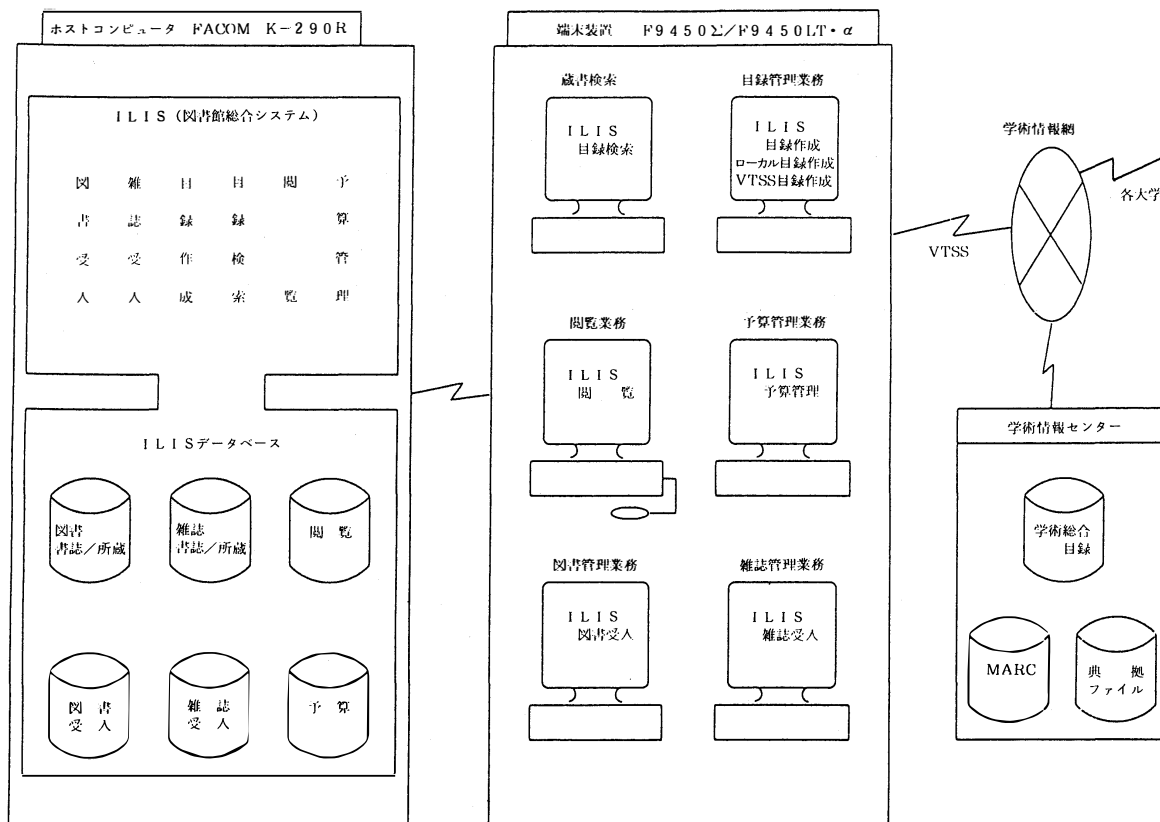 ホストコンピュータ FACOM K-290R
ILIS(図書館総合システム)
図書受入
雑誌受入
目録作成
目録検索
閲覧
予算管理
ILISデータベース
図書
書誌/所蔵
雑誌
書誌/所蔵
閲覧
図書
受入
雑誌
受入
予算
端末装置 F9450Σ/F9450LT・α
蔵書検索
ILIS
目録検索
目録管理業務
ILIS
目録作成
ローカル目録作成
VTSS目録作成
閲覧業務
ILIS
閲覧
予算管理業務
ILIS
予算管理
図書管理業務
ILIS
図書受入
雑誌管理業務
ILIS
雑誌受入
VTSS
学術情報網
各大学
学術情報センター
学術総合
目録
MARC
典拠
ファイル